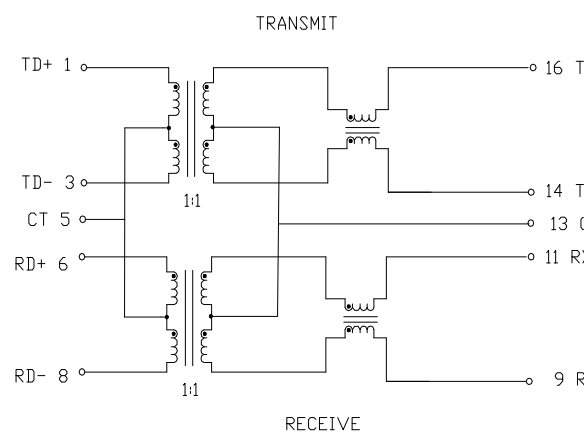 TRANSMIT
TD+ 1
16
TD- 3
14
1:1
CT 5
13
RD+ 6
11
RD- 8
9
1:1
RECEIVE